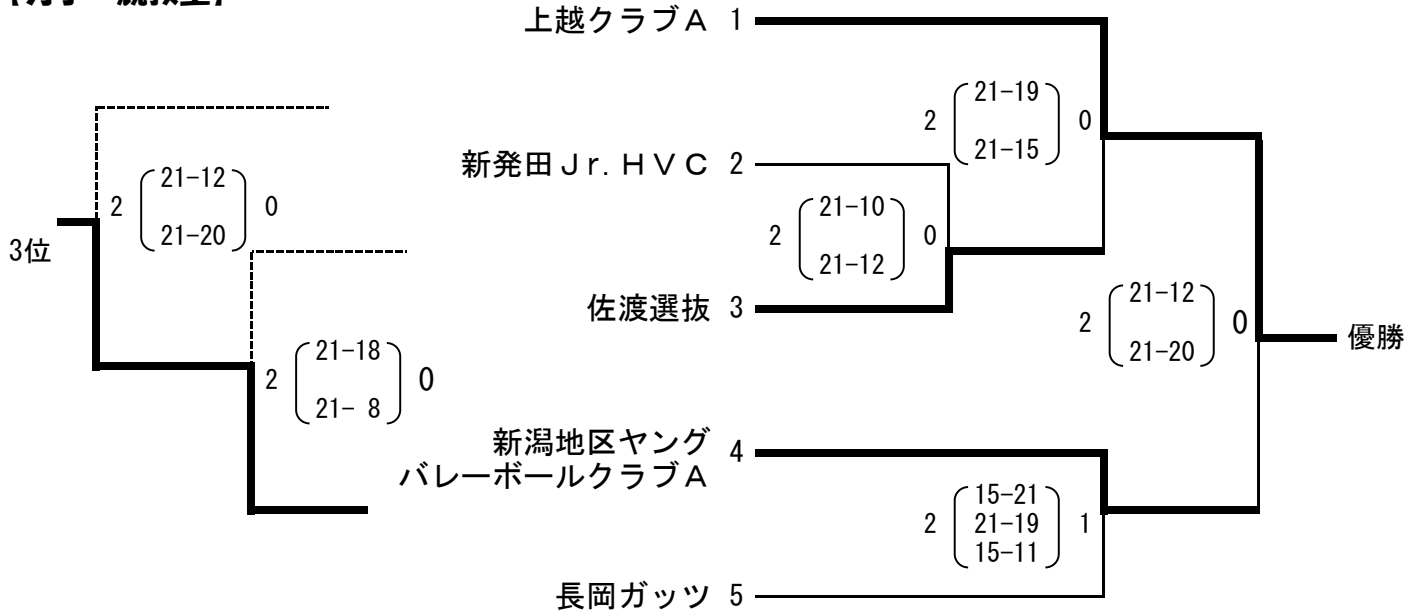 上越クラブA 1
21-19
2 0
21-15
新発田Jr.HVC 2
21-10
2 0
21-12
佐渡選抜 3
21-12
2 0
21-20
優勝
新潟地区ヤング
バレーボールクラブA 4
15-21
2 21-19 1
15-11
長岡ガッツ 5
21-12
2 0
21-20
3位
21-18
2 0
21- 8